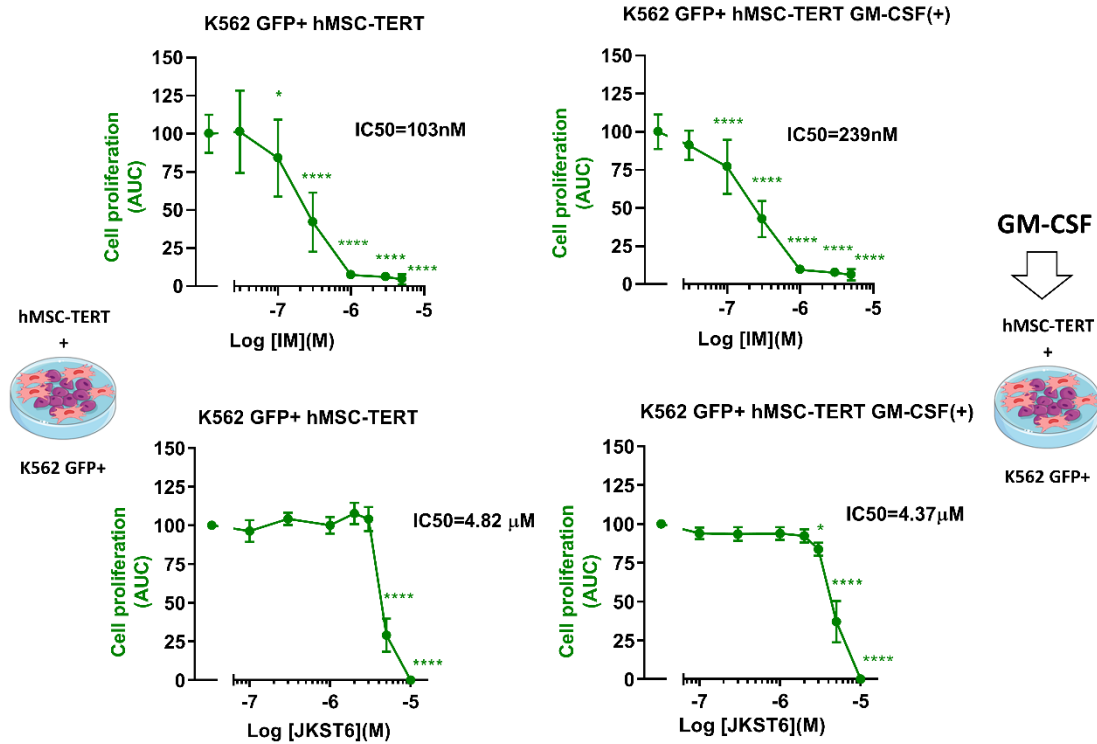 K562 GFP+ hMSC-TERT
150
125
100
75
50
25
0
Cell proliferation
(AUC)
*
****
****
****
****
IC50=103nM
-7
-6
-5
Log [IM](M)
K562 GFP+ hMSC-TERT GM-CSF(+)
150
125
100
75
50
25
0
Cell proliferation
(AUC)
****
****
****
****
****
IC50=239nM
-7
-6
-5
Log [IM](M)
hMSC-TERT
+
K562 GFP+
GM-CSF
hMSC-TERT
+
K562 GFP+
K562 GFP+ hMSC-TERT
150
125
100
75
50
25
0
Cell proliferation
(AUC)
IC50=4.82 μM
****
****
-7
-6
-5
Log [JKST6](M)
K562 GFP+ hMSC-TERT GM-CSF(+)
150
125
100
75
50
25
0
Cell proliferation
(AUC)
IC50=4.37μM
*
****
****
-7
-6
-5
Log [JKST6](M)